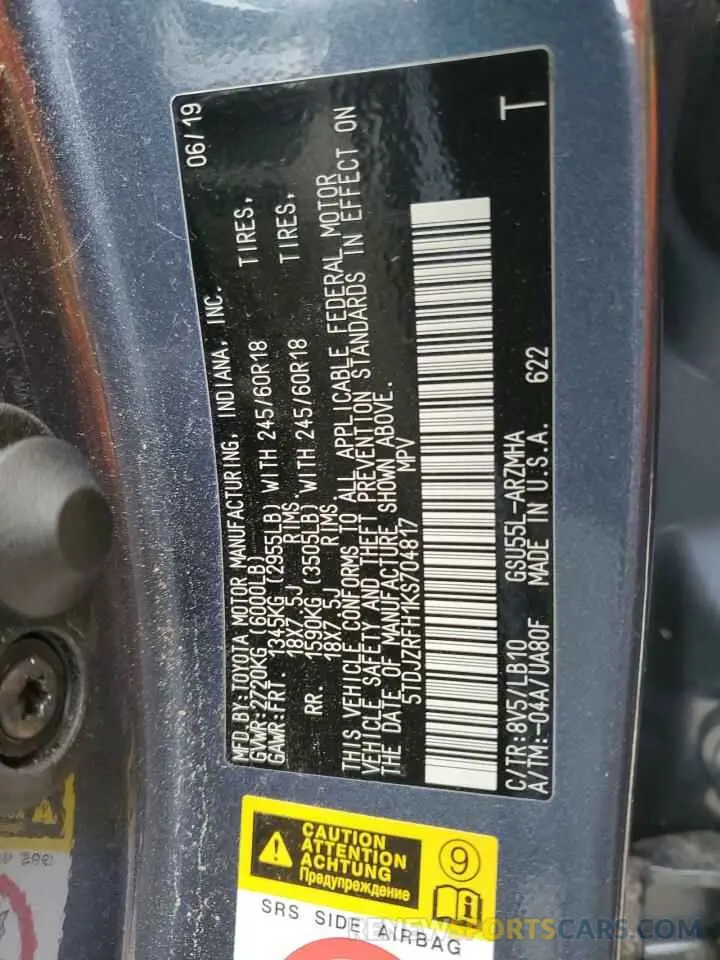 MFD.BY:TOYOTA MOTOR MANUFACTURING, INDIANA, INC. 06/19
GVWR:2720KG (6000LB)
GAWR:FRT. 1345KG (2955LB) WITH 245/60R18 TIRES,
18X7.5J RIMS.
RR. 1590KG (3505LB) WITH 245/60R18 TIRES,
18X7.5J RIMS.
THIS VEHICLE CONFORMS TO ALL APPLICABLE FEDERAL MOTOR
VEHICLE SAFETY AND THEFT PREVENTION STANDARDS IN EFFECT ON
THE DATE OF MANUFACTURE SHOWN ABOVE.
5TDJZRFH1KS704817 MPV
C/TR:8V5/LB10 GSU55L-ARZMHA T
A/TM:-04A/UA80F MADE IN U.S.A. 622
CAUTION
ATTENTION
ACHTUNG
Предупреждение
9
SRS SIDE AIRBAG
RENEWSPORTSCARS.COM